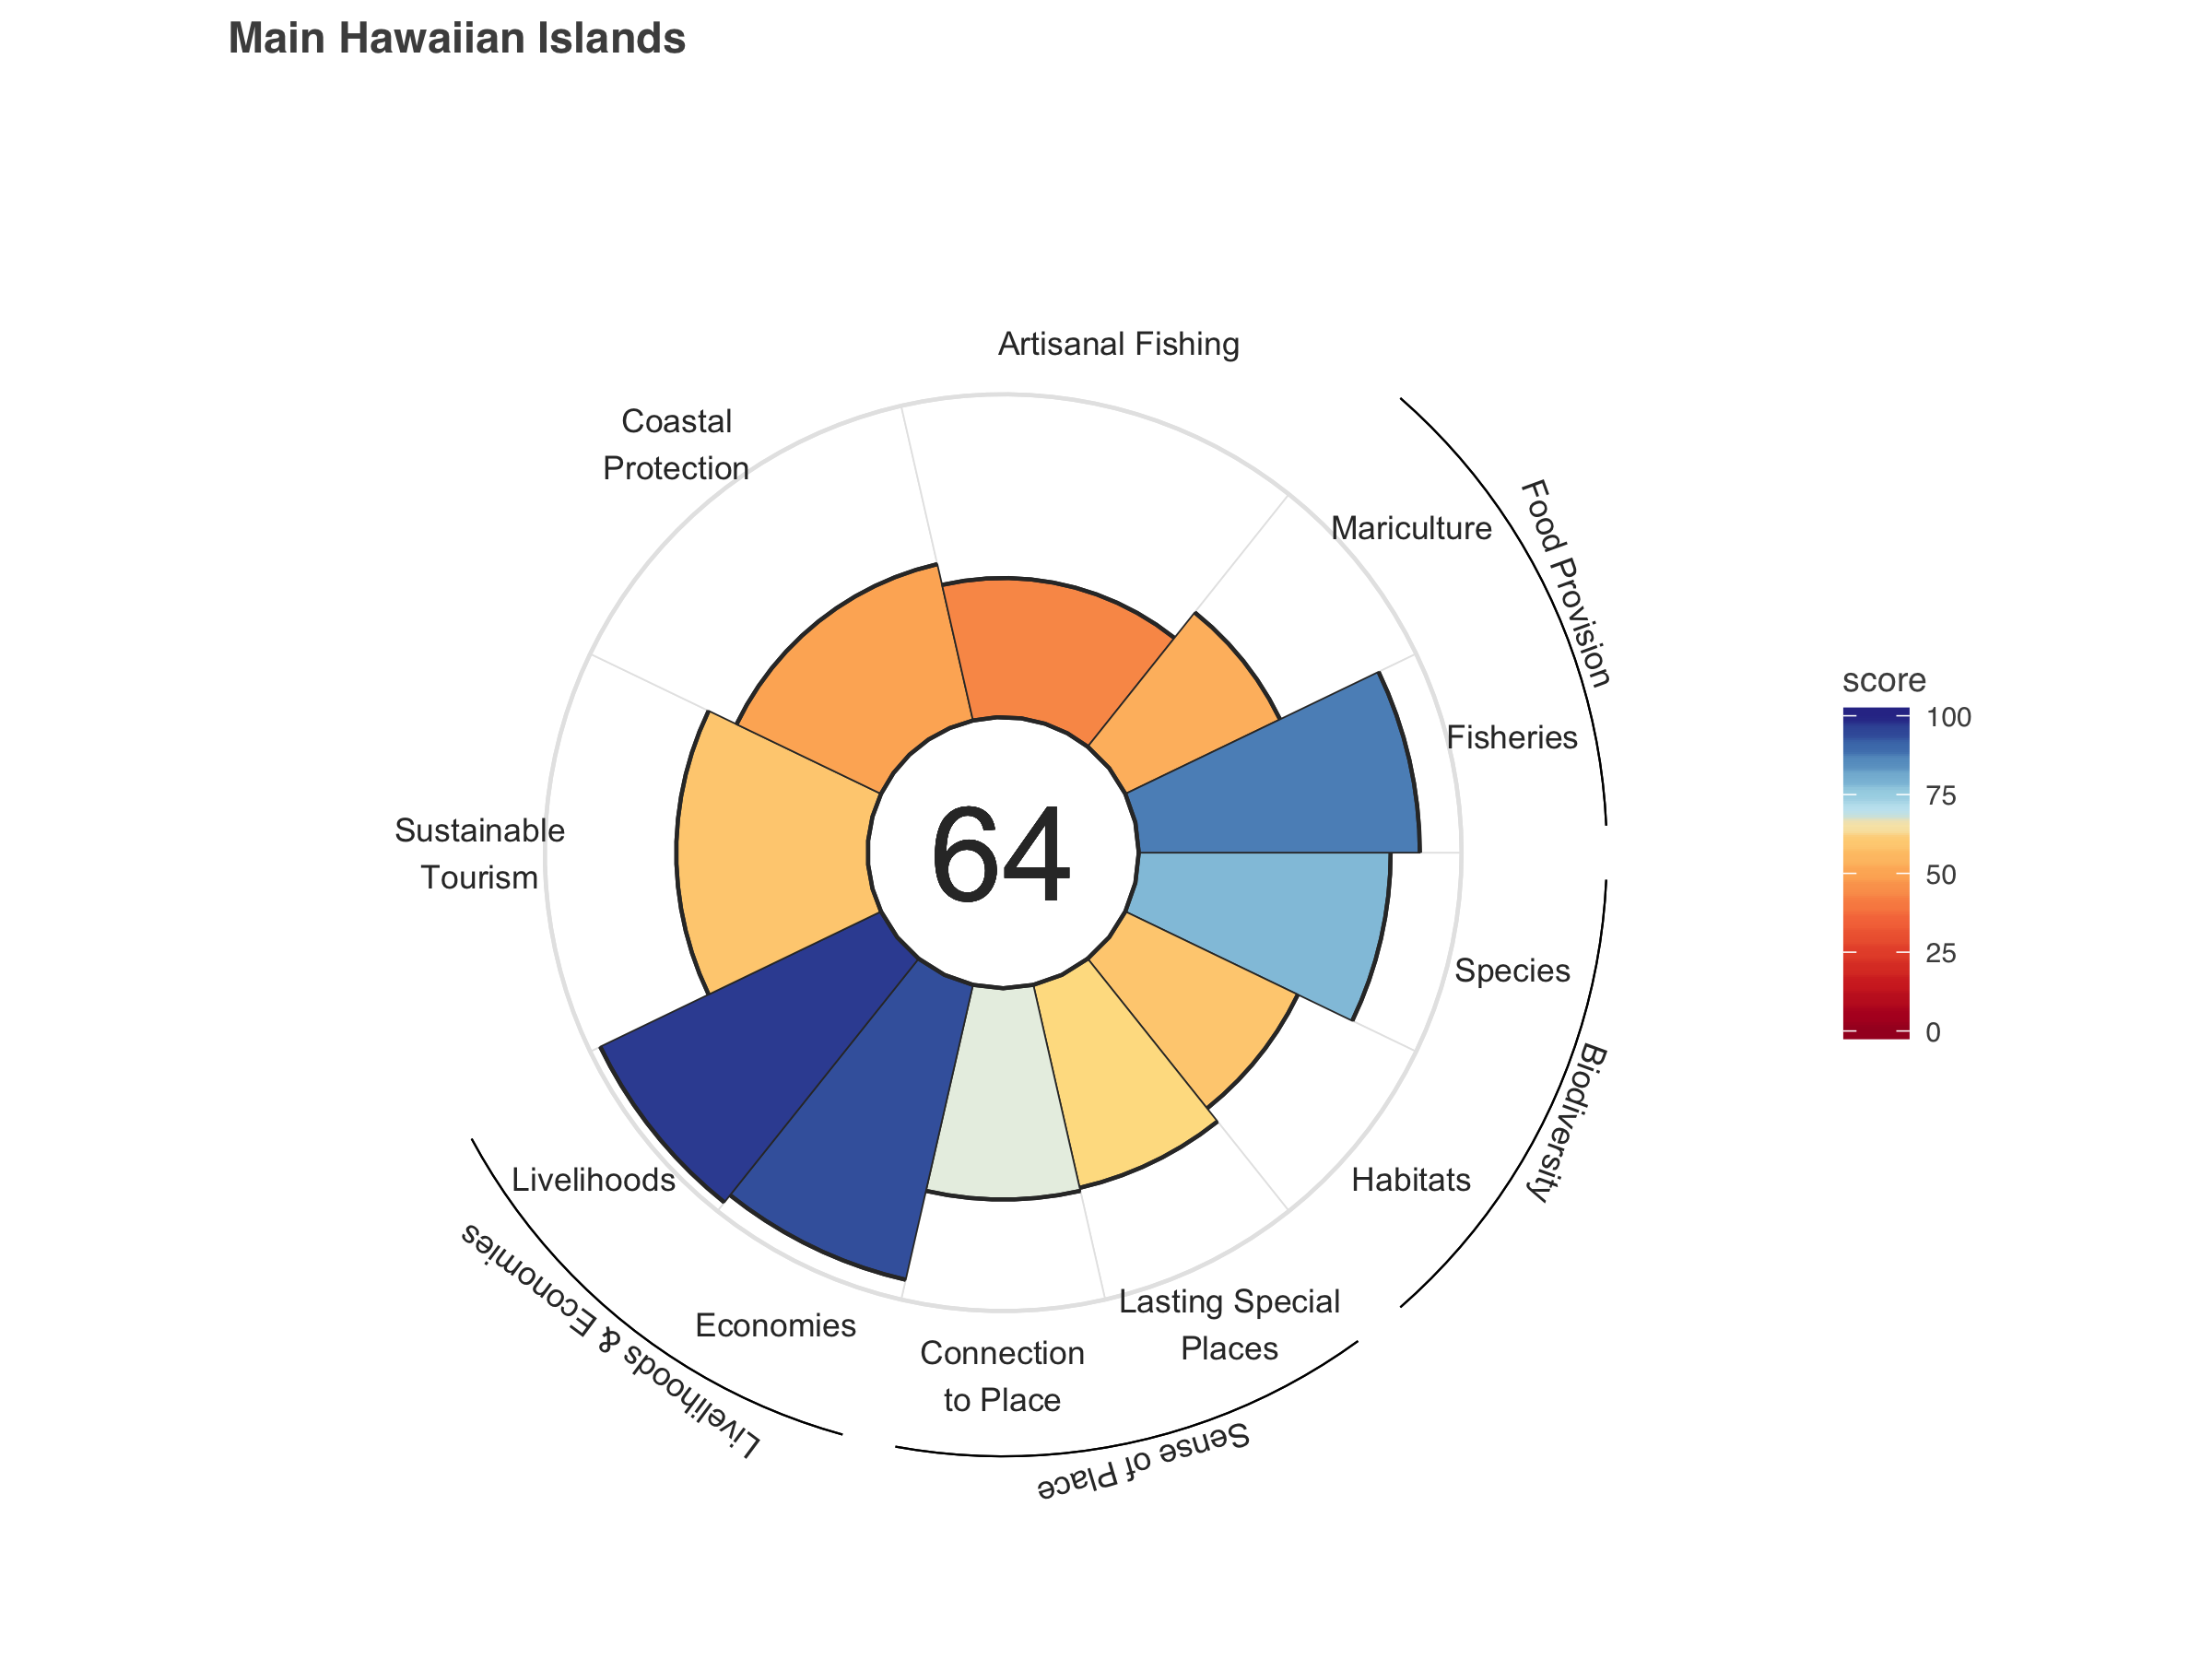 Main Hawaiian Islands
Artisanal Fishing
Coastal
Protection
Mariculture
Food Provision
Fisheries
score
100
75
50
25
0
64
Sustainable
Tourism
Species
Biodiversity
Habitats
Livelihoods
Livelihoods & Economies
Economies
Lasting Special
Places
Connection
to Place
Sense of Place